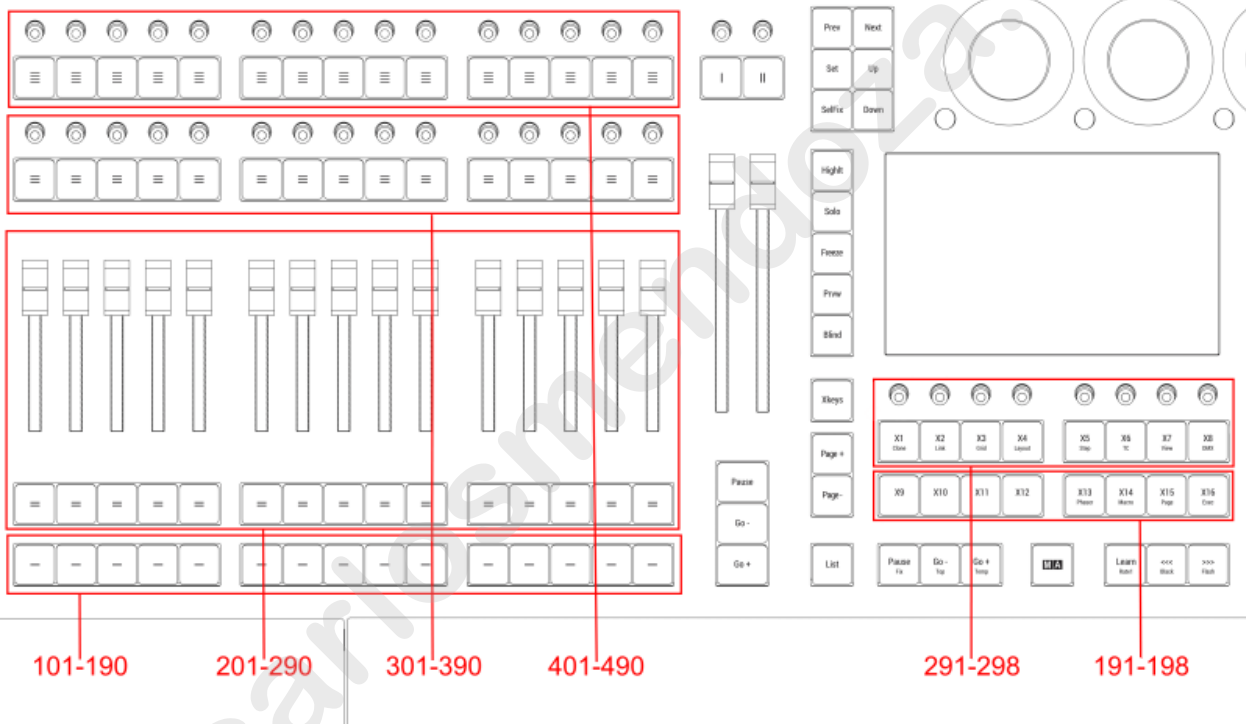 I II
Prev Next
Set Up
SelFix Down
Highlt
Solo
Freeze
Prvw
Blind
Xkeys
X1 X2 X3 X4 X5 X6 X7 X8
Clone Link Grid Layout Step TC View DMX
Page +
Pause
Page-
X9 X10 X11 X12 X13 X14 X15 X16
Phaser Macro Page Exec
Go -
Go +
List
Pause Go - Go + MA Learn <<< >>>
Fix Top Temp Rate1 Black Flash
101-190 201-290 301-390 401-490 291-298 191-198
arlosmendoza.